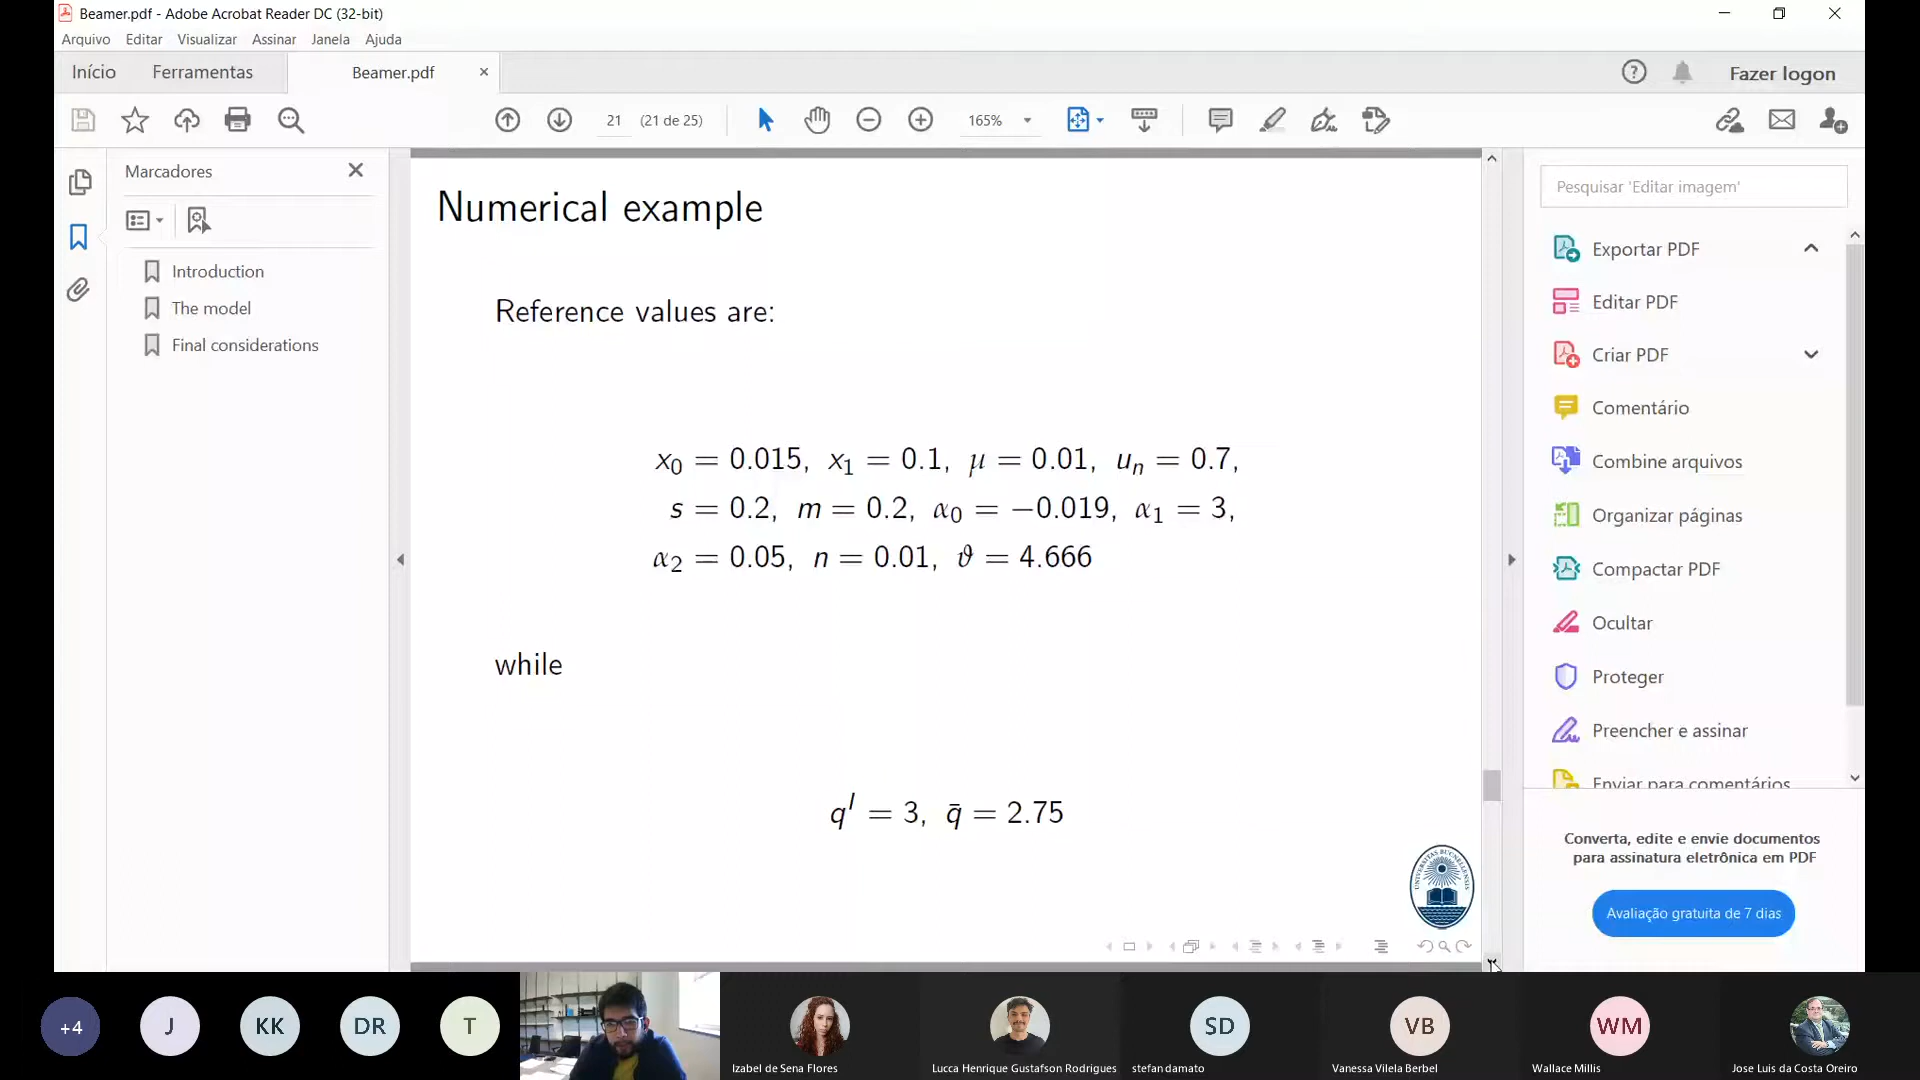 Beamer.pdf - Adobe Acrobat Reader DC (32-bit)
Arquivo Editar Visualizar Assinar Janela Ajuda
Início Ferramentas Beamer.pdf Fazer logon
21 (21 de 25) 165%
Marcadores
Introduction
The model
Final considerations
Numerical example
Reference values are:
x₀ = 0.015, x₁ = 0.1, μ = 0.01, uₙ = 0.7,
s = 0.2, m = 0.2, α₀ = −0.019, α₁ = 3,
α₂ = 0.05, n = 0.01, ϑ = 4.666
while
qˡ = 3, q̄ = 2.75
UNIVERSITAS BUCNELLENSIS
Pesquisar 'Editar imagem'
Exportar PDF
Editar PDF
Criar PDF
Comentário
Combine arquivos
Organizar páginas
Compactar PDF
Ocultar
Proteger
Preencher e assinar
Enviar para comentários
Converta, edite e envie documentos
para assinatura eletrônica em PDF
Avaliação gratuita de 7 dias
+4 J KK DR T SD VB WM
Izabel de Sena Flores Lucca Henrique Gustafson Rodrigues stefan damato Vanessa Vilela Berbel Wallace Millis Jose Luis da Costa Oreiro